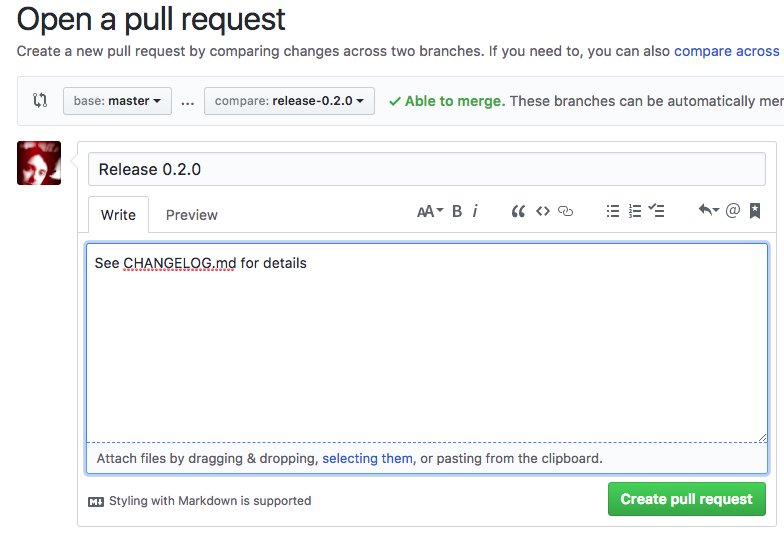 Open a pull request
Create a new pull request by comparing changes across two branches. If you need to, you can also compare across
base: master ... compare: release-0.2.0 Able to merge. These branches can be automatically mer
Release 0.2.0
Write Preview AA B i @
See CHANGELOG.md for details
Attach files by dragging & dropping, selecting them, or pasting from the clipboard.
Styling with Markdown is supported Create pull request